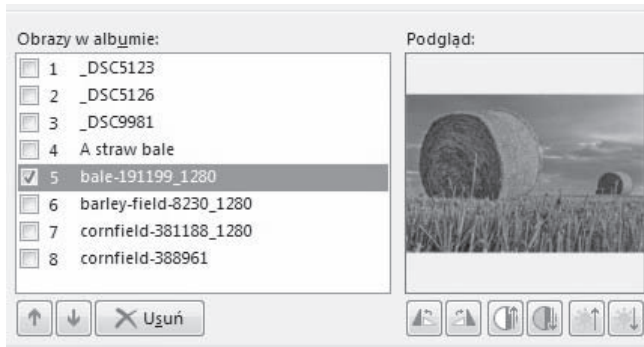 Obrazy w albumie:
1 _DSC5123
2 _DSC5126
3 _DSC9981
4 A straw bale
5 bale-191199_1280
6 barley-field-8230_1280
7 cornfield-381188_1280
8 cornfield-388961
Usuń
Podgląd: